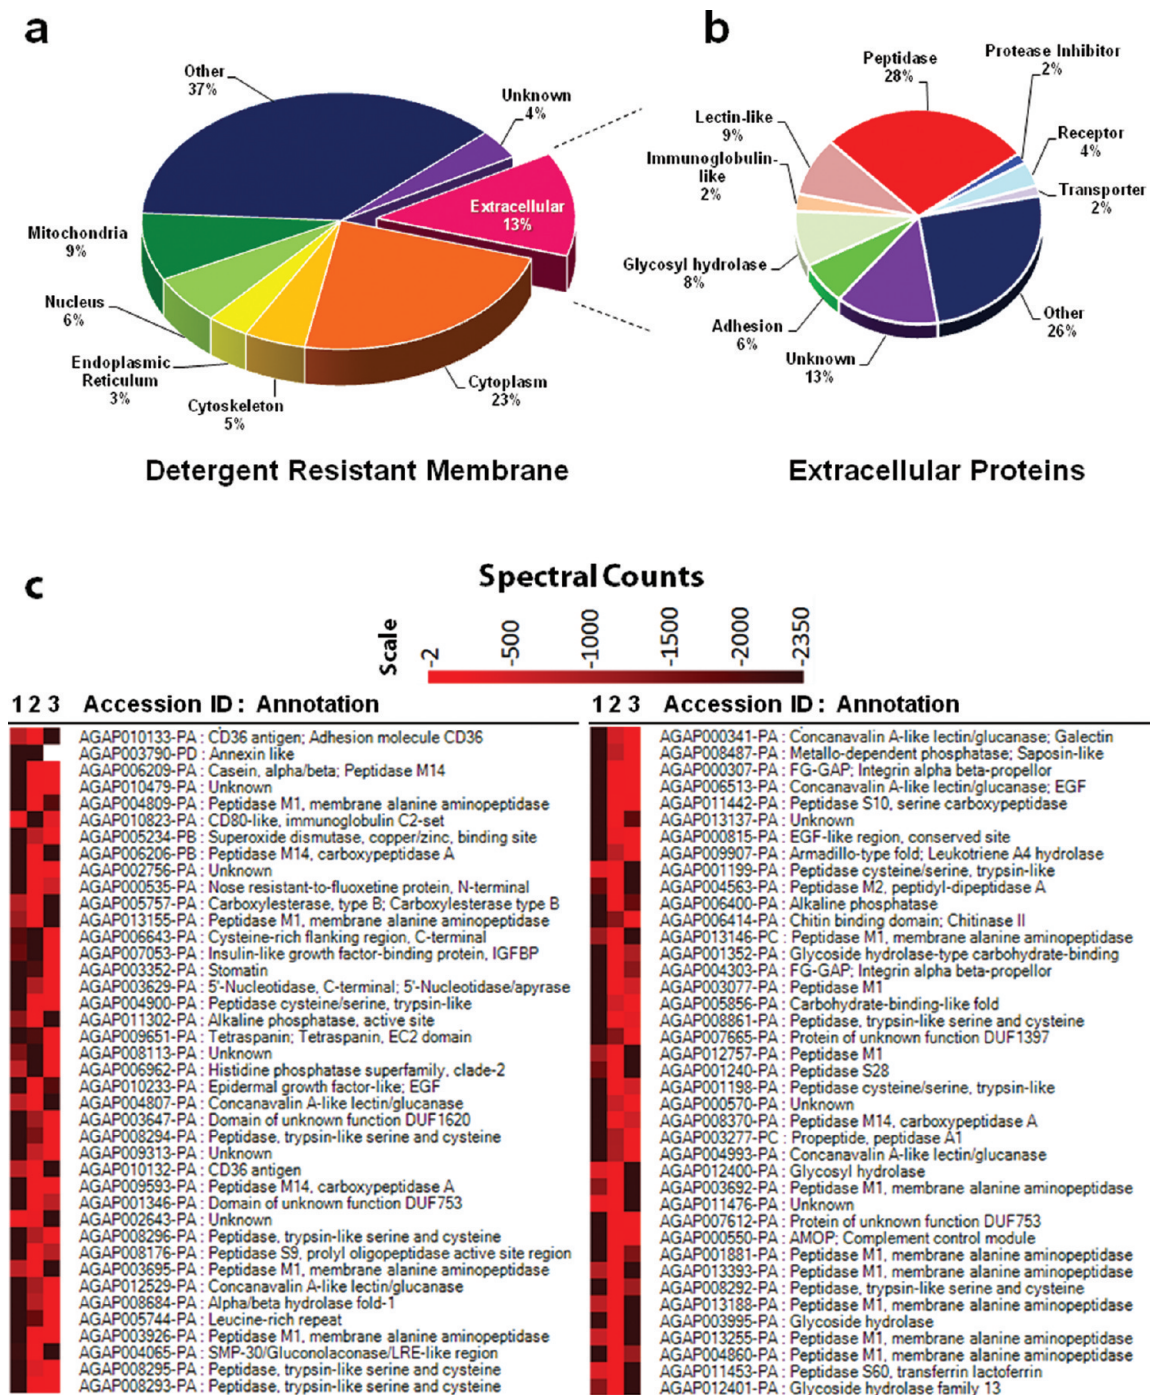 a
Other
37%
Unknown
4%
Extracellular
13%
Mitochondria
9%
Nucleus
6%
Endoplasmic
Reticulum
3%
Cytoskeleton
5%
Cytoplasm
23%
Detergent Resistant Membrane
b
Peptidase
28%
Protease Inhibitor
2%
Lectin-like
9%
Receptor
4%
Immunoglobulin-
like
2%
Transporter
2%
Glycosyl hydrolase
8%
Adhesion
6%
Unknown
13%
Other
26%
Extracellular Proteins
c
Spectral Counts
Scale
-2
-500
-1000
-1500
-2000
-2350
1 2 3 Accession ID : Annotation
AGAP010133-PA : CD36 antigen; Adhesion molecule CD36
AGAP003790-PD : Annexin like
AGAP006209-PA : Casein, alpha/beta; Peptidase M14
AGAP010479-PA : Unknown
AGAP004809-PA : Peptidase M1, membrane alanine aminopeptidase
AGAP010823-PA : CD80-like, immunoglobulin C2-set
AGAP005234-PB : Superoxide dismutase, copper/zinc, binding site
AGAP006206-PB : Peptidase M14, carboxypeptidase A
AGAP002756-PA : Unknown
AGAP000535-PA : Nose resistant-to-fluoxetine protein, N-terminal
AGAP005757-PA : Carboxylesterase, type B; Carboxylesterase type B
AGAP013155-PA : Peptidase M1, membrane alanine aminopeptidase
AGAP006643-PA : Cysteine-rich flanking region, C-terminal
AGAP007053-PA : Insulin-like growth factor-binding protein, IGFBP
AGAP003352-PA : Stomatin
AGAP003629-PA : 5'-Nucleotidase, C-terminal; 5'-Nucleotidase/apyrase
AGAP004900-PA : Peptidase cysteine/serine, trypsin-like
AGAP011302-PA : Alkaline phosphatase, active site
AGAP009651-PA : Tetraspanin; Tetraspanin, EC2 domain
AGAP008113-PA : Unknown
AGAP006962-PA : Histidine phosphatase superfamily, clade-2
AGAP010233-PA : Epidermal growth factor-like; EGF
AGAP004807-PA : Concanavalin A-like lectin/glucanase
AGAP003647-PA : Domain of unknown function DUF1620
AGAP008294-PA : Peptidase, trypsin-like serine and cysteine
AGAP009313-PA : Unknown
AGAP010132-PA : CD36 antigen
AGAP009593-PA : Peptidase M14, carboxypeptidase A
AGAP001346-PA : Domain of unknown function DUF753
AGAP002643-PA : Unknown
AGAP008296-PA : Peptidase, trypsin-like serine and cysteine
AGAP008176-PA : Peptidase S9, prolyl oligopeptidase active site region
AGAP003695-PA : Peptidase M1, membrane alanine aminopeptidase
AGAP012529-PA : Concanavalin A-like lectin/glucanase
AGAP008684-PA : Alpha/beta hydrolase fold-1
AGAP005744-PA : Leucine-rich repeat
AGAP003926-PA : Peptidase M1, membrane alanine aminopeptidase
AGAP004065-PA : SMP-30/Gluconolaconase/LRE-like region
AGAP008295-PA : Peptidase, trypsin-like serine and cysteine
AGAP008293-PA : Peptidase, trypsin-like serine and cysteine
1 2 3 Accession ID : Annotation
AGAP000341-PA : Concanavalin A-like lectin/glucanase; Galectin
AGAP008487-PA : Metallo-dependent phosphatase; Saposin-like
AGAP000307-PA : FG-GAP; Integrin alpha beta-propellor
AGAP006513-PA : Concanavalin A-like lectin/glucanase; EGF
AGAP011442-PA : Peptidase S10, serine carboxypeptidase
AGAP013137-PA : Unknown
AGAP000815-PA : EGF-like region, conserved site
AGAP009907-PA : Armadillo-type fold; Leukotriene A4 hydrolase
AGAP001199-PA : Peptidase cysteine/serine, trypsin-like
AGAP004563-PA : Peptidase M2, peptidyl-dipeptidase A
AGAP006400-PA : Alkaline phosphatase
AGAP006414-PA : Chitin binding domain; Chitinase II
AGAP013146-PC : Peptidase M1, membrane alanine aminopeptidase
AGAP001352-PA : Glycoside hydrolase-type carbohydrate-binding
AGAP004303-PA : FG-GAP; Integrin alpha beta-propellor
AGAP003077-PA : Peptidase M1
AGAP005856-PA : Carbohydrate-binding-like fold
AGAP008861-PA : Peptidase, trypsin-like serine and cysteine
AGAP007665-PA : Protein of unknown function DUF1397
AGAP012757-PA : Peptidase M1
AGAP001240-PA : Peptidase S28
AGAP001198-PA : Peptidase cysteine/serine, trypsin-like
AGAP000570-PA : Unknown
AGAP008370-PA : Peptidase M14, carboxypeptidase A
AGAP003277-PC : Propeptide, peptidase A1
AGAP004993-PA : Concanavalin A-like lectin/glucanase
AGAP012400-PA : Glycosyl hydrolase
AGAP003692-PA : Peptidase M1, membrane alanine aminopeptidase
AGAP011476-PA : Unknown
AGAP007612-PA : Protein of unknown function DUF753
AGAP000550-PA : AMOP; Complement control module
AGAP001881-PA : Peptidase M1, membrane alanine aminopeptidase
AGAP013393-PA : Peptidase M1, membrane alanine aminopeptidase
AGAP008292-PA : Peptidase, trypsin-like serine and cysteine
AGAP013188-PA : Peptidase M1, membrane alanine aminopeptidase
AGAP003995-PA : Glycoside hydrolase
AGAP013255-PA : Peptidase M1, membrane alanine aminopeptidase
AGAP004860-PA : Peptidase M1, membrane alanine aminopeptidase
AGAP011453-PA : Peptidase S60, transferrin lactoferrin
AGAP012401-PA : Glycoside hydrolase family 13